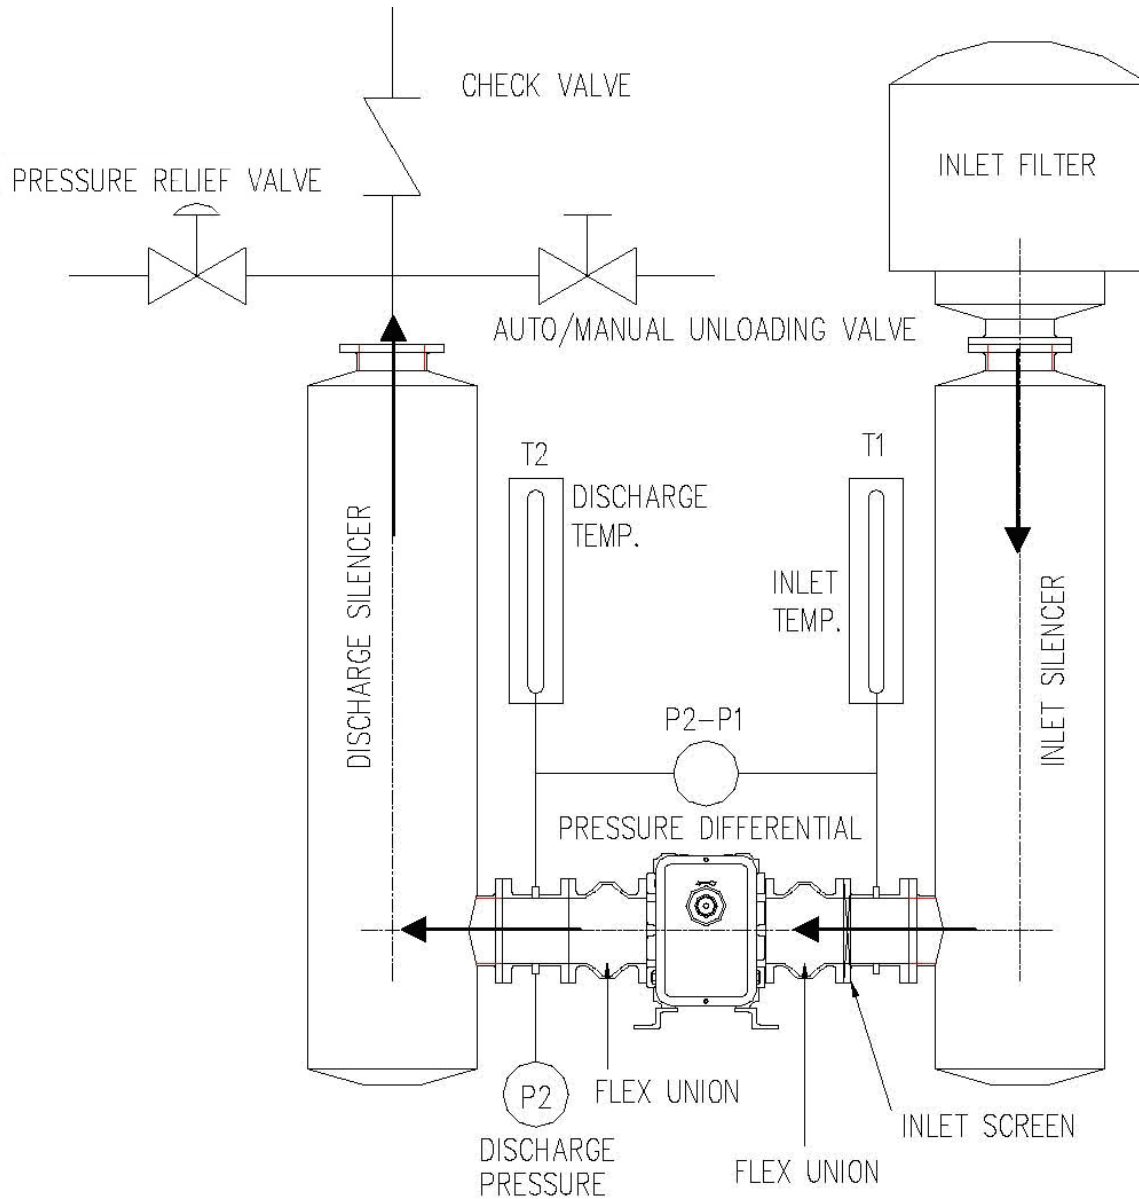 CHECK VALVE
PRESSURE RELIEF VALVE
INLET FILTER
AUTO/MANUAL UNLOADING VALVE
T2
DISCHARGE
TEMP.
T1
INLET
TEMP.
DISCHARGE SILENCER
INLET SILENCER
P2-P1
PRESSURE DIFFERENTIAL
P2
DISCHARGE
PRESSURE
FLEX UNION
FLEX UNION
INLET SCREEN